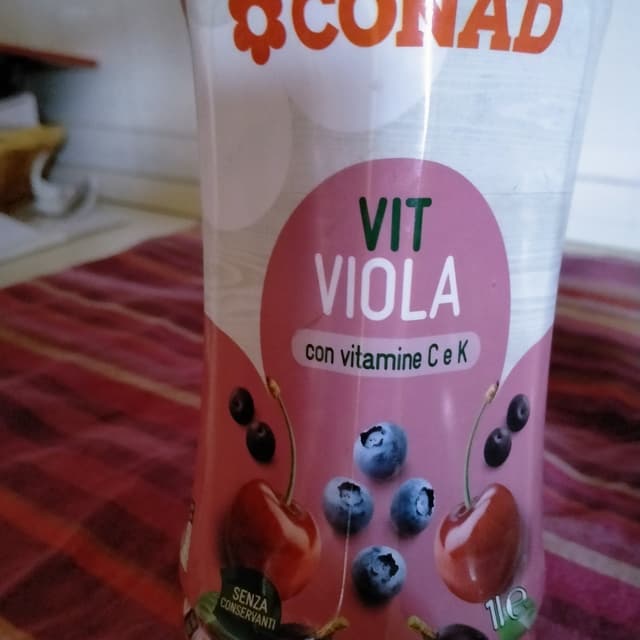 CONAD
VIT
VIOLA
con vitamine C e K
SENZA
CONSERVANTI
1l e